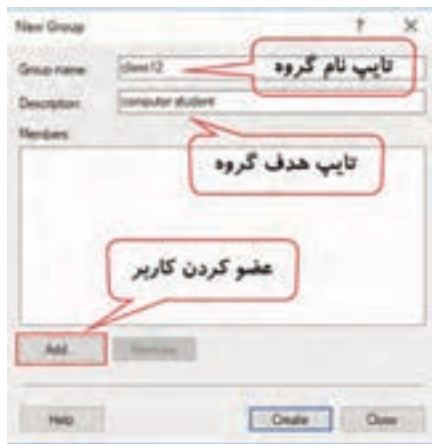 New Group ? ×
Group name: class12
تایپ نام گروه
Description: computer student
Members:
تایپ هدف گروه
عضو کردن کاربر
Add... Remove
Help Create Close